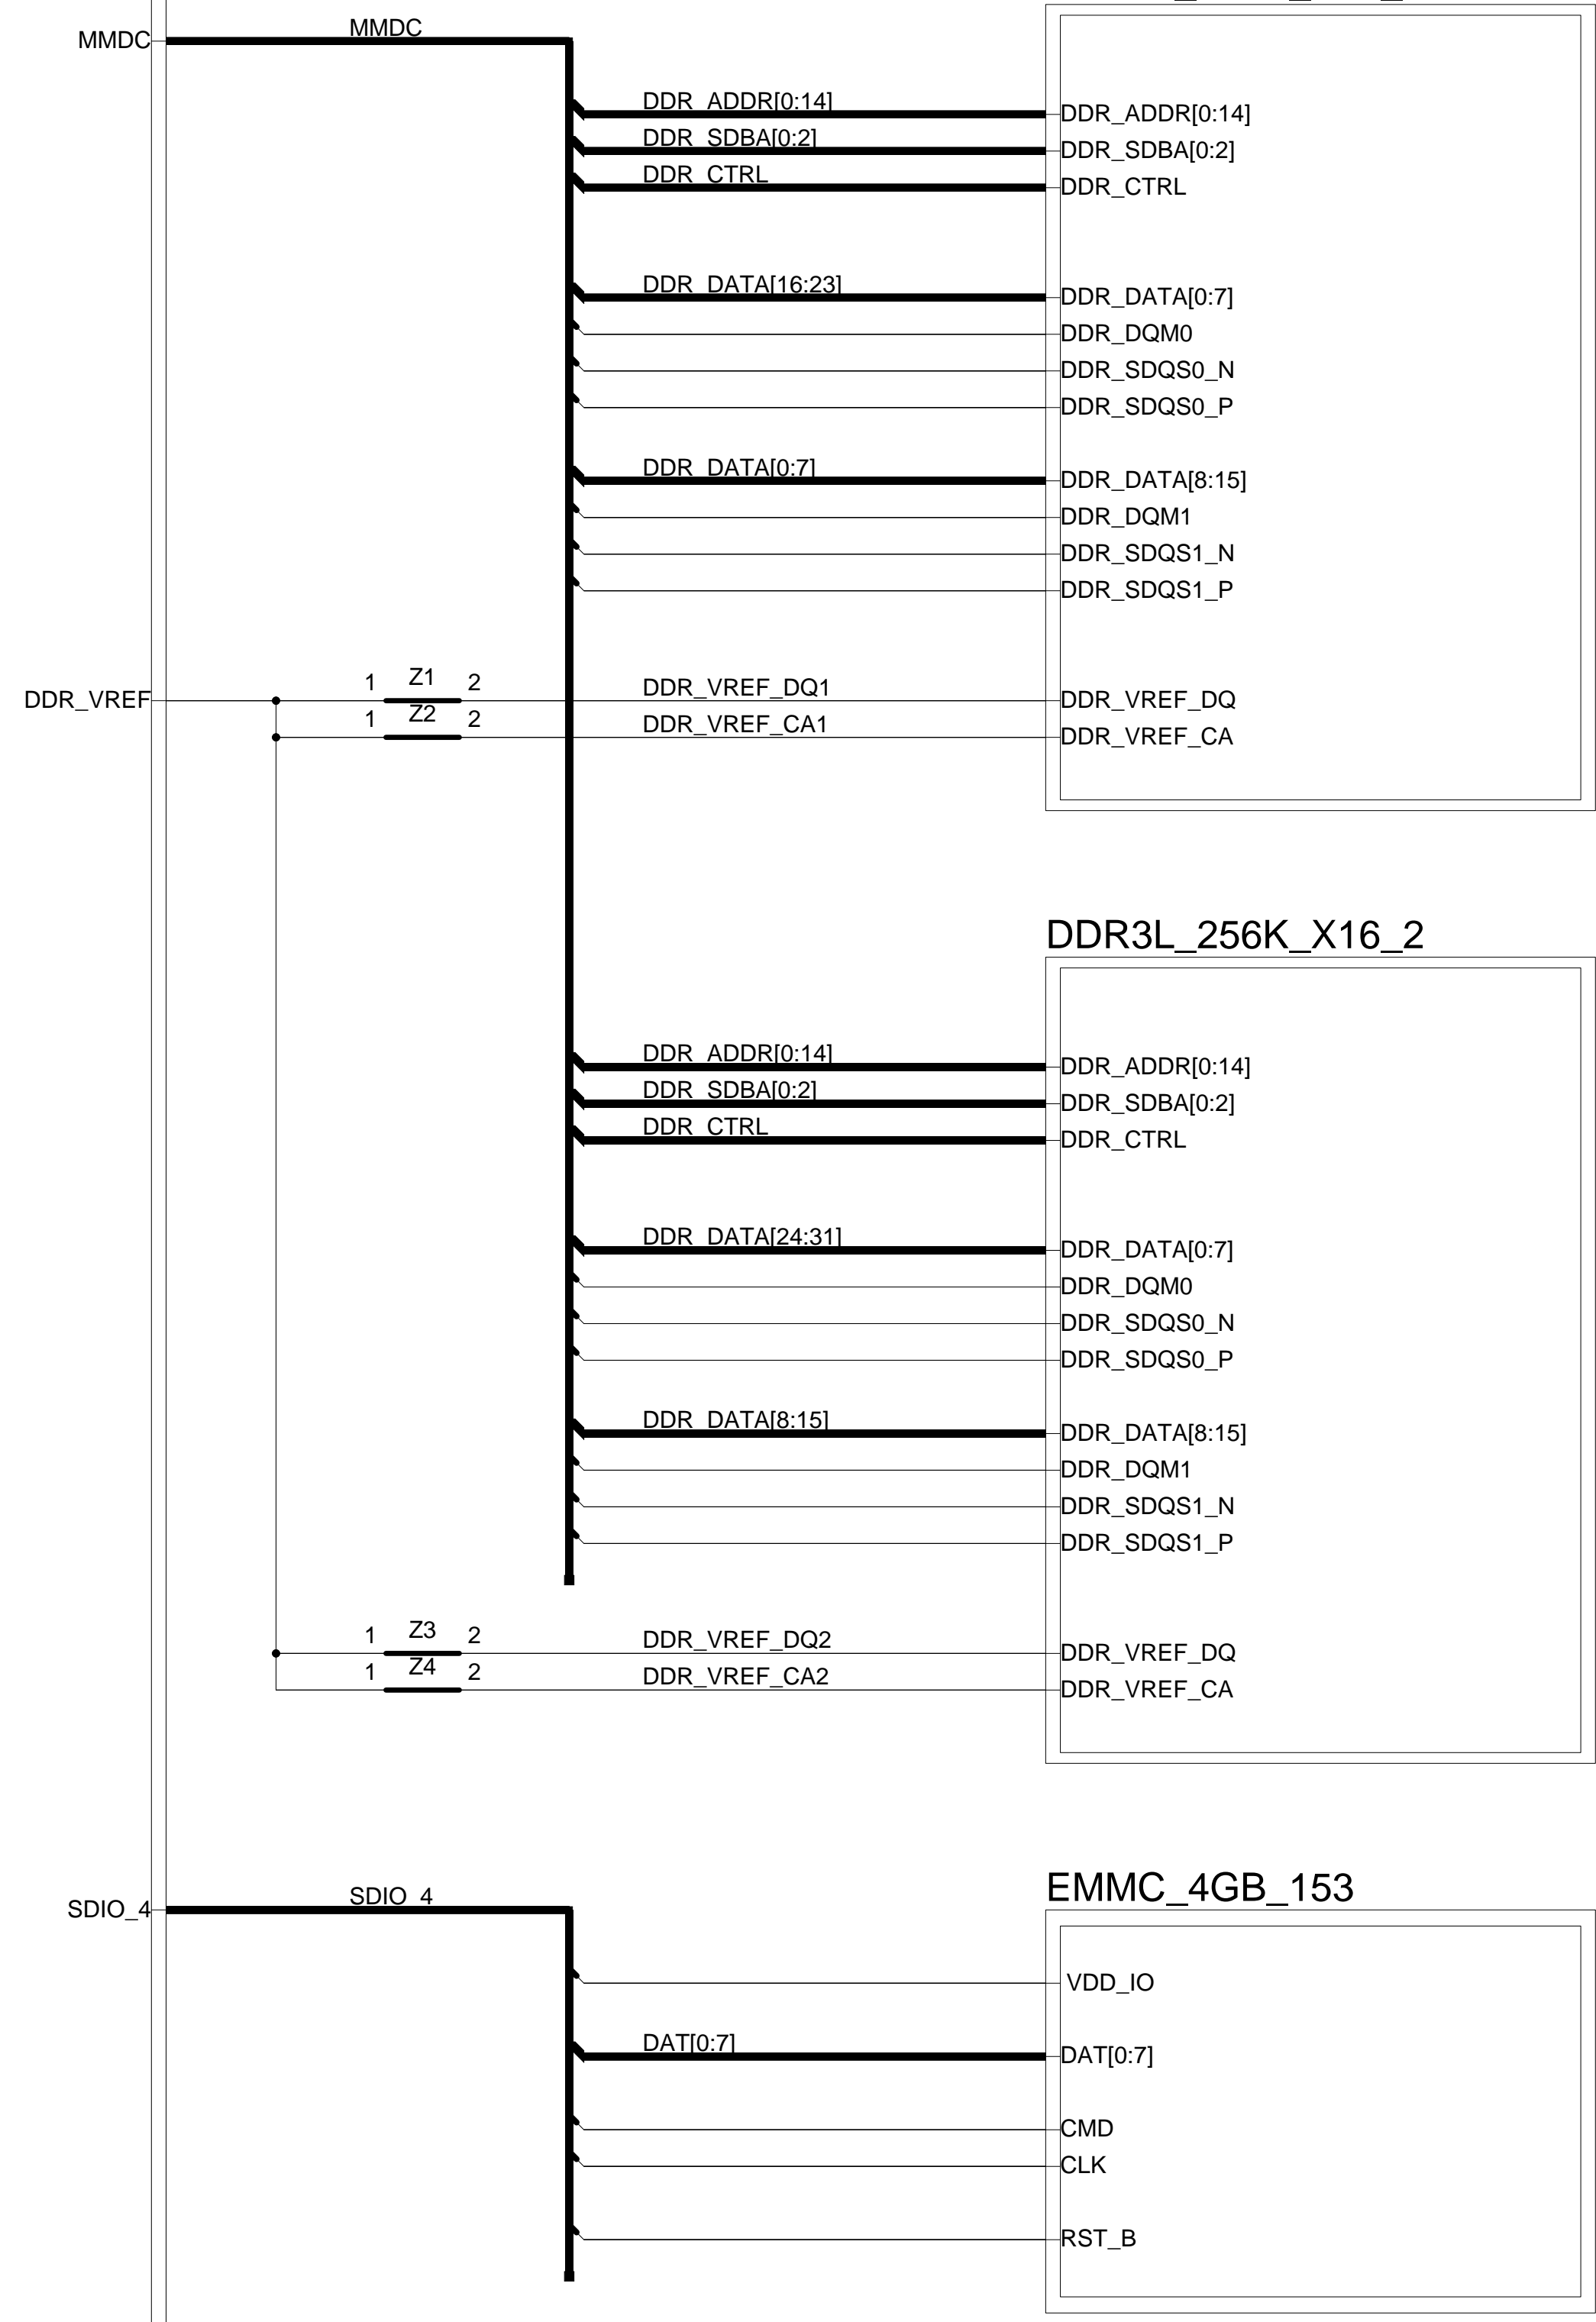 MMDC MMDC
DDR_ADDR[0:14] DDR_ADDR[0:14]
DDR_SDBA[0:2] DDR_SDBA[0:2]
DDR_CTRL DDR_CTRL
DDR_DATA[16:23] DDR_DATA[0:7]
DDR_DQM0
DDR_SDQS0_N
DDR_SDQS0_P
DDR_DATA[0:7] DDR_DATA[8:15]
DDR_DQM1
DDR_SDQS1_N
DDR_SDQS1_P
DDR_VREF 1 Z1 2 DDR_VREF_DQ1 DDR_VREF_DQ
1 Z2 2 DDR_VREF_CA1 DDR_VREF_CA
DDR3L_256K_X16_2
DDR_ADDR[0:14] DDR_ADDR[0:14]
DDR_SDBA[0:2] DDR_SDBA[0:2]
DDR_CTRL DDR_CTRL
DDR_DATA[24:31] DDR_DATA[0:7]
DDR_DQM0
DDR_SDQS0_N
DDR_SDQS0_P
DDR_DATA[8:15] DDR_DATA[8:15]
DDR_DQM1
DDR_SDQS1_N
DDR_SDQS1_P
1 Z3 2 DDR_VREF_DQ2 DDR_VREF_DQ
1 Z4 2 DDR_VREF_CA2 DDR_VREF_CA
EMMC_4GB_153
SDIO_4 SDIO_4
VDD_IO
DAT[0:7] DAT[0:7]
CMD
CLK
RST_B